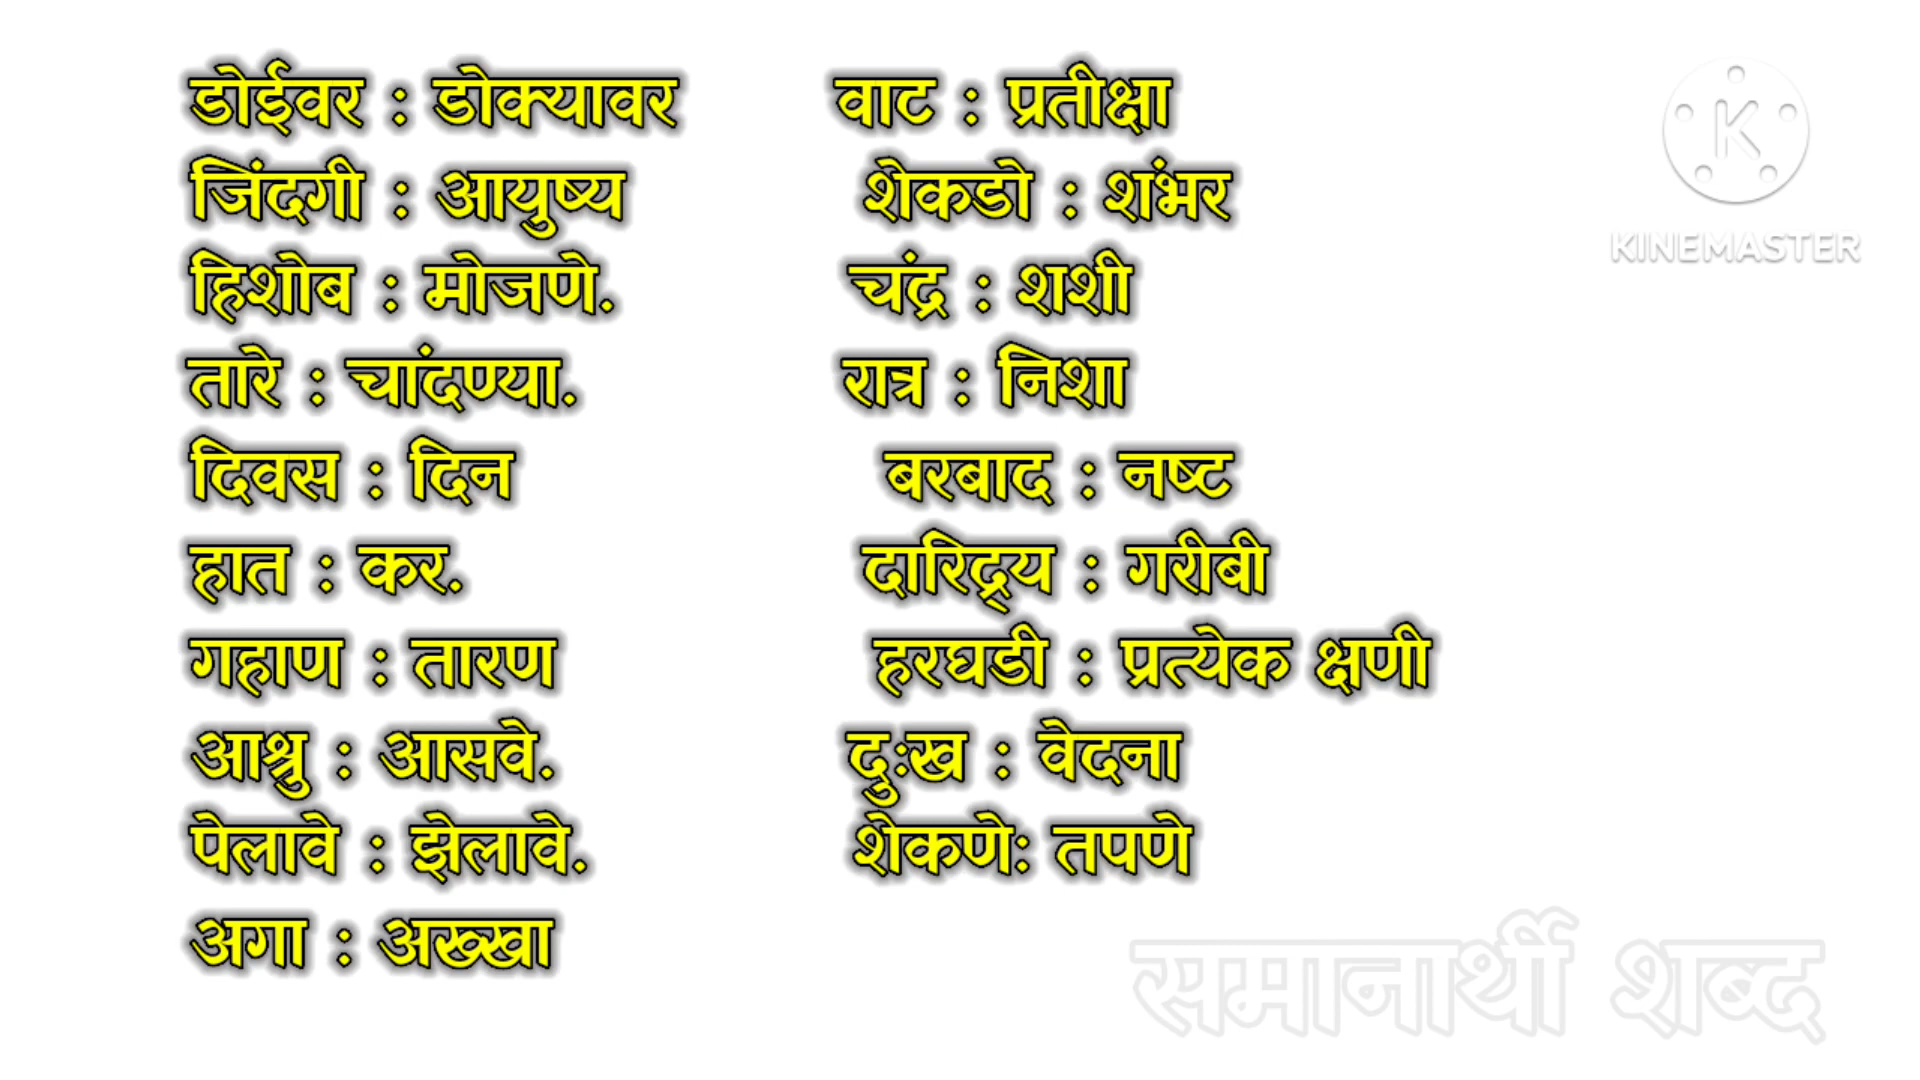 डोईवर : डोक्यावर
जिंदगी : आयुष्य
हिशोब : मोजणे.
तारे : चांदण्या.
दिवस : दिन
हात : कर.
गहाण : तारण
आश्रु : आसवे.
पेलावे : झेलावे.
अगा : अख्खा
वाट : प्रतीक्षा
शेकडो : शंभर
चंद्र : शशी
रात्र : निशा
बरबाद : नष्ट
दारिद्र्य : गरीबी
हरघडी : प्रत्येक क्षणी
दुःख : वेदना
शेकणेः तपणे
K
KINEMASTER
समानार्थी शब्द